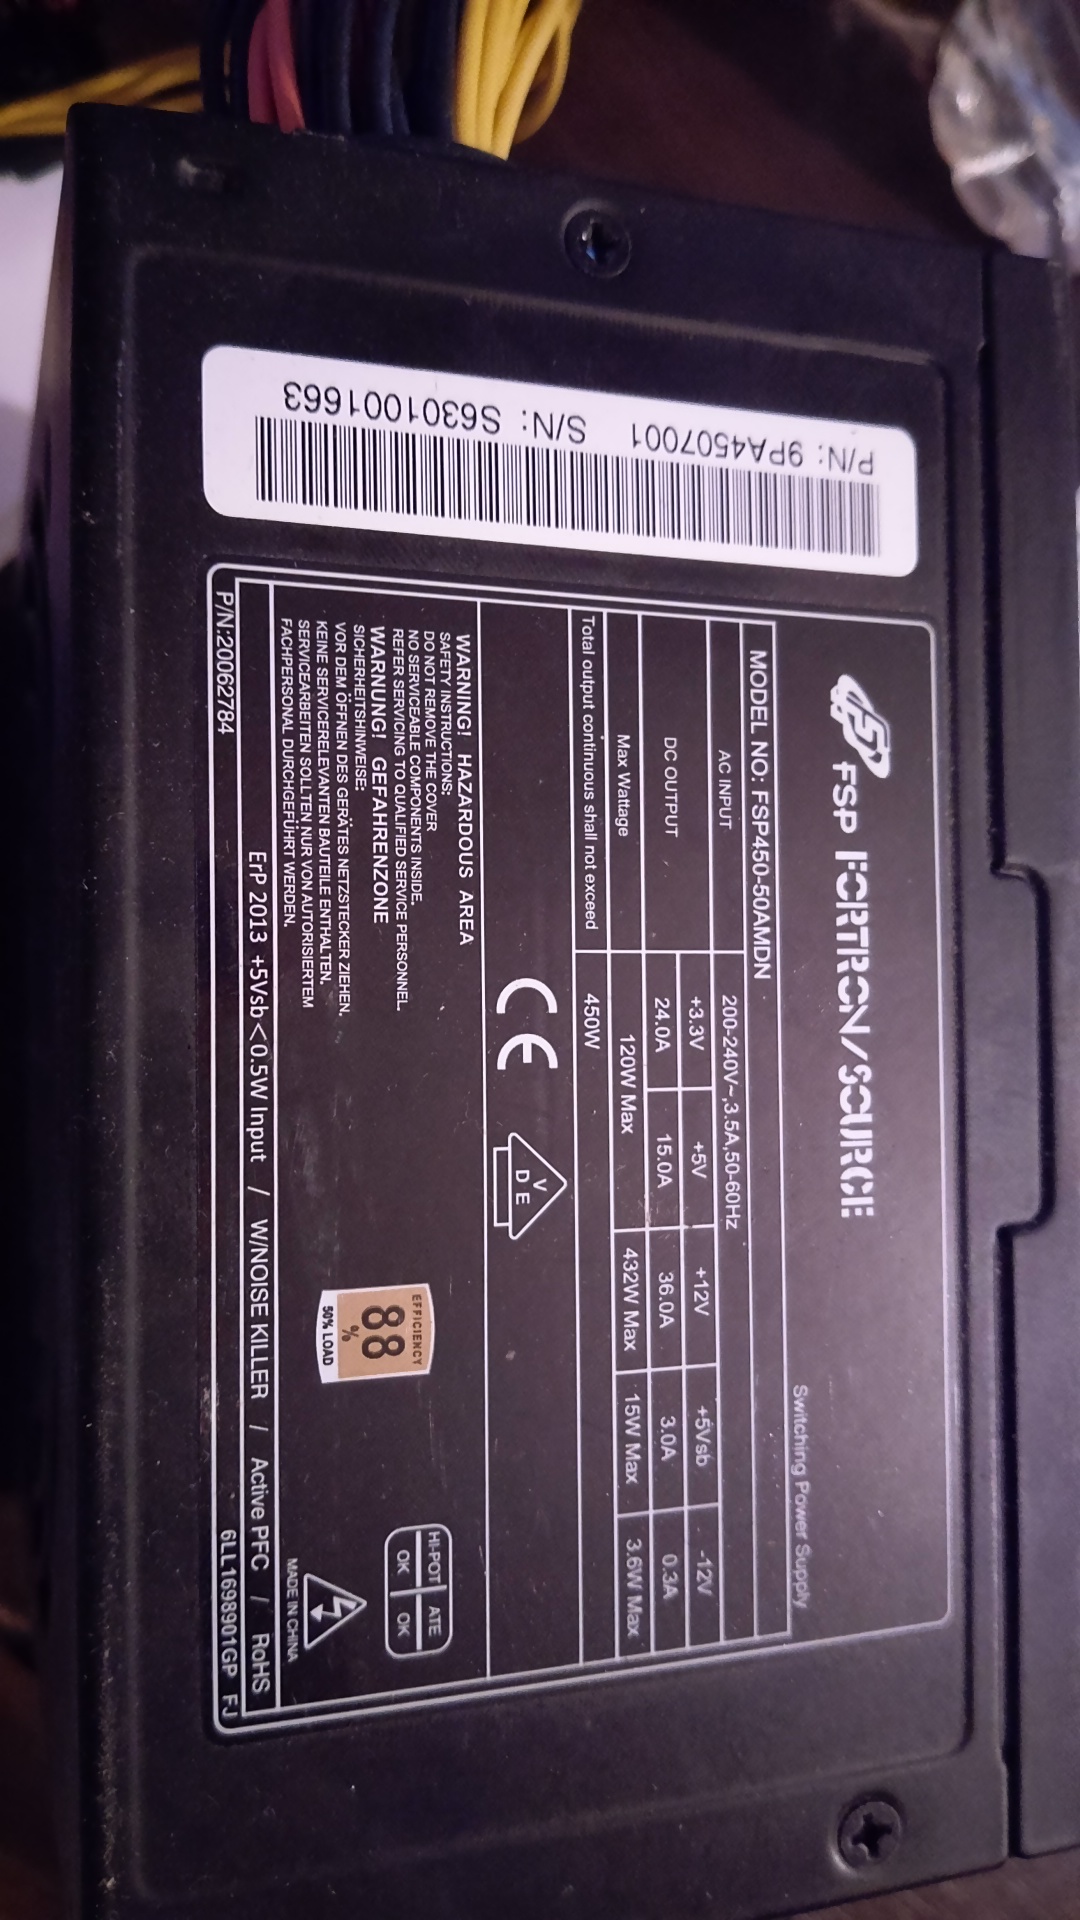 P/N: 9PA4507001 S/N: S6301001663
FSP FORTRON/SOURCE
Switching Power Supply
MODEL NO: FSP450-50AMDN
AC INPUT 200-240V~,3.5A,50-60Hz
DC OUTPUT +3.3V +5V +12V +5Vsb -12V
24.0A 15.0A 36.0A 3.0A 0.3A
Max Wattage 120W Max 432W Max 15W Max 3.6W Max
Total output continuous shall not exceed 450W
CE
V
D E
WARNING! HAZARDOUS AREA
SAFETY INSTRUCTIONS:
DO NOT REMOVE THE COVER
NO SERVICEABLE COMPONENTS INSIDE.
REFER SERVICING TO QUALIFIED SERVICE PERSONNEL.
WARNUNG! GEFAHRENZONE
SICHERHEITSHINWEISE:
VOR DEM ÖFFNEN DES GERÄTES NETZSTECKER ZIEHEN.
KEINE SERVICERELEVANTEN BAUTEILE ENTHALTEN.
SERVICEARBEITEN SOLLTEN NUR VON AUTORISIERTEM
FACHPERSONAL DURCHGEFÜHRT WERDEN.
EFFICIENCY
88
%
50% LOAD
HI-POT ATE
OK OK
MADE IN CHINA
ErP 2013 +5Vsb<0.5W Input / W/NOISE KILLER / Active PFC / RoHS
P/N:20062784 6LL1698901GP FJ